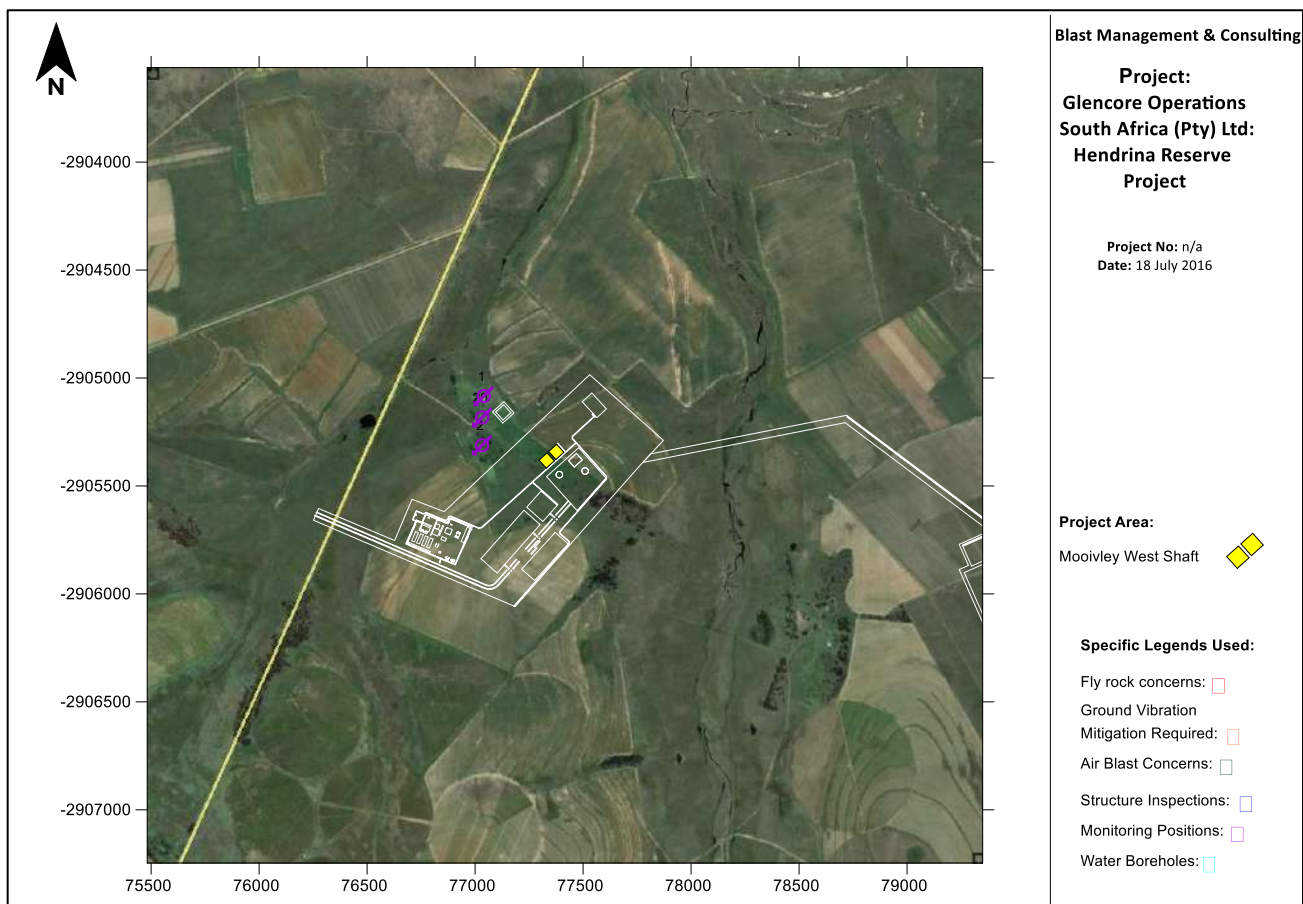 N
-2904000
-2904500
-2905000
-2905500
-2906000
-2906500
-2907000
75500
76000
76500
77000
77500
78000
78500
79000
1
2
Blast Management & Consulting
Project:
Glencore Operations
South Africa (Pty) Ltd:
Hendrina Reserve
Project
Project No: n/a
Date: 18 July 2016
Project Area:
Mooivley West Shaft
Specific Legends Used:
Fly rock concerns:
Ground Vibration
Mitigation Required:
Air Blast Concerns:
Structure Inspections:
Monitoring Positions:
Water Boreholes: